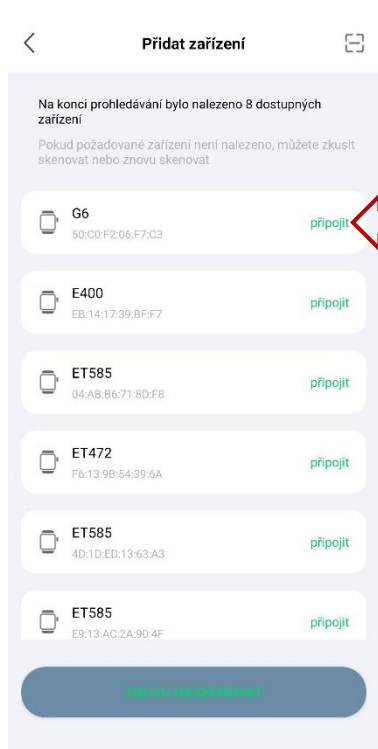 Přidat zařízení
Na konci prohledávání bylo nalezeno 8 dostupných
zařízení
Pokud požadované zařízení není nalezeno, můžete zkusit
skenovat nebo znovu skenovat
G6
50:C0:F2:06:F7:C3
připojit
E400
EB:14:17:39:BF:F7
připojit
ET585
04:AB:B6:71:8D:F8
připojit
ET472
F6:13:9B:54:39:6A
připojit
ET585
4D:1D:ED:13:63:A3
připojit
ET585
E9:13:AC:2A:90:4F
připojit
ZNOVU NASKENOVAT